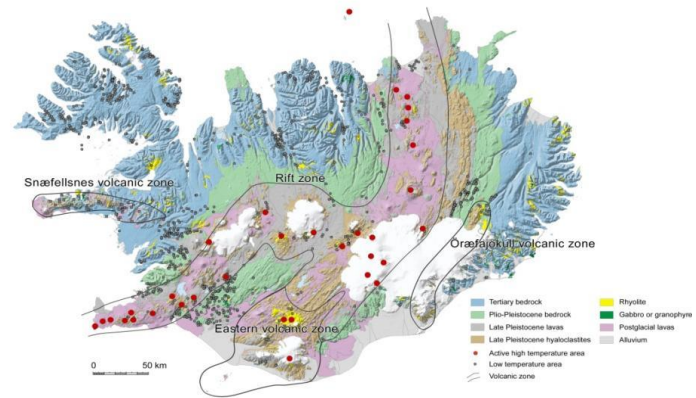 Rift zone
Snæfellsnes volcanic zone
Öræfajökull volcanic zone
Eastern volcanic zone
0 50 km
Tertiary bedrock
Plio-Pleistocene bedrock
Late Pleistocene lavas
Late Pleistocene hyaloclastites
Active high temperature area
Low temperature area
Volcanic zone
Rhyolite
Gabbro or granophyre
Postglacial lavas
Alluvium